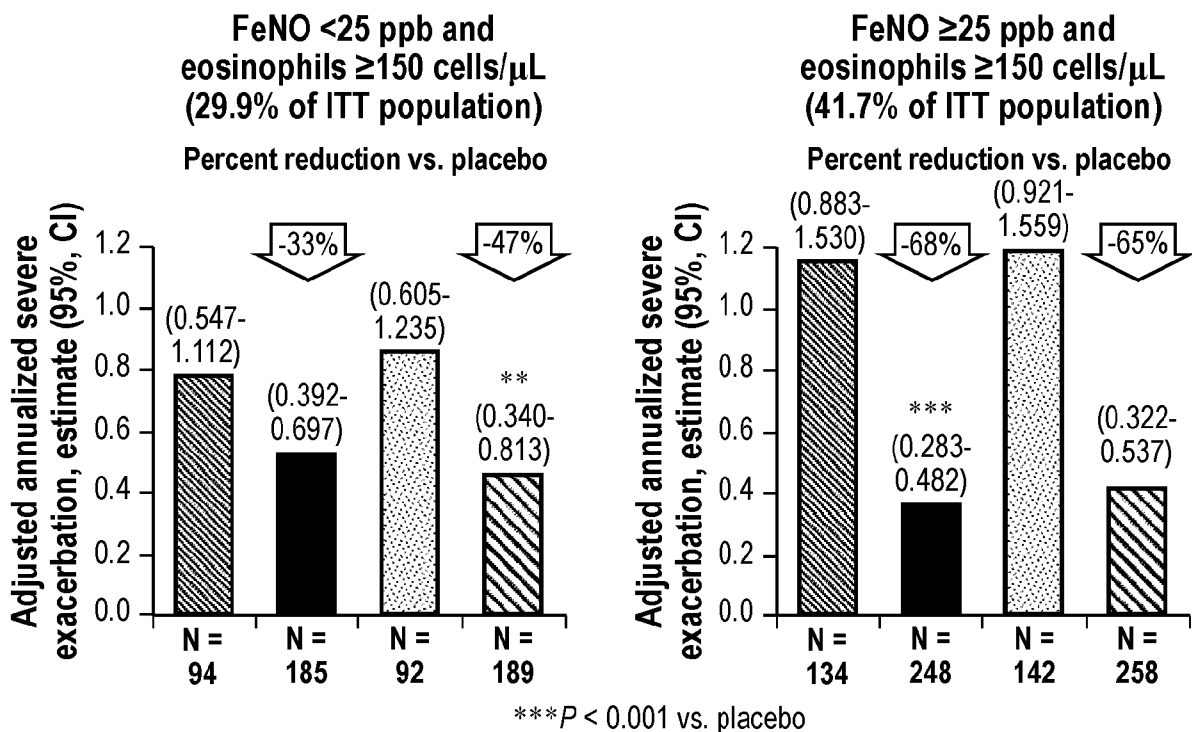 FeNO <25 ppb and
eosinophils ≥150 cells/µL
(29.9% of ITT population)
Percent reduction vs. placebo
Adjusted annualized severe
exacerbation, estimate (95%, CI)
1.2
1.0
0.8
0.6
0.4
0.2
0.0
(0.547-
1.112)
-33%
(0.392-
0.697)
(0.605-
1.235)
-47%
**
(0.340-
0.813)
N =
94
N =
185
N =
92
N =
189
FeNO ≥25 ppb and
eosinophils ≥150 cells/µL
(41.7% of ITT population)
Percent reduction vs. placebo
Adjusted annualized severe
exacerbation, estimate (95%, CI)
1.2
1.0
0.8
0.6
0.4
0.2
0.0
(0.883-
1.530)
-68%
***
(0.283-
0.482)
(0.921-
1.559)
-65%
(0.322-
0.537)
N =
134
N =
248
N =
142
N =
258
***P < 0.001 vs. placebo